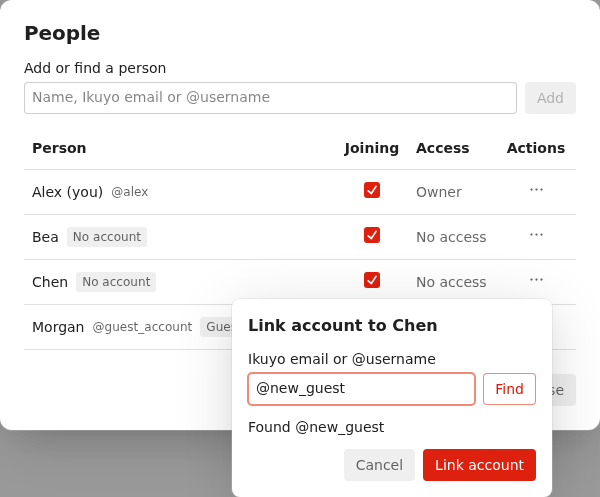 People
Add or find a person
Name, Ikuyo email or @username
Add
Person Joining Access Actions
Alex (you) @alex Owner ...
Bea No account No access ...
Chen No account No access ...
Morgan @guest_account
Link account to Chen
Ikuyo email or @username
@new_guest
Find
Found @new_guest
Cancel
Link account